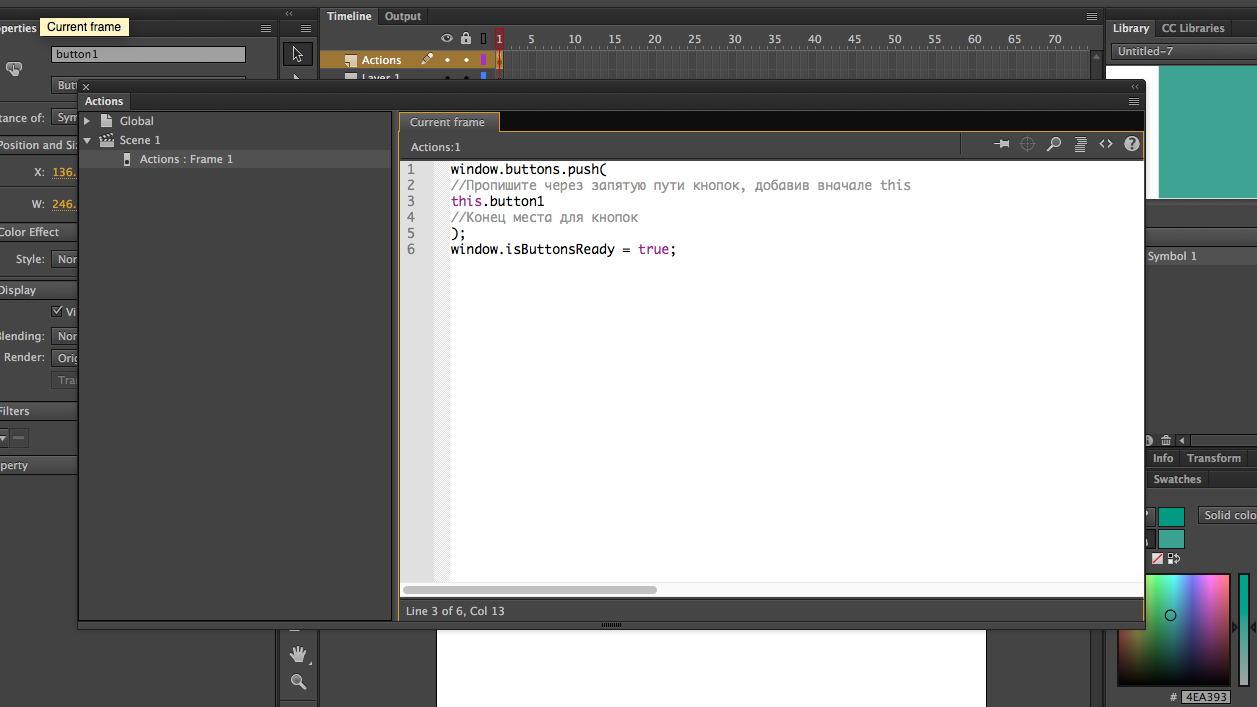 operties
Current frame
Timeline
Output
Library
CC Libraries
button1
1 5 10 15 20 25 30 35 40 45 50 55 60 65 70
Untitled-7
Actions
Layer 1
But
Actions
tance of: Sym
Global
Scene 1
Actions : Frame 1
Current frame
Actions:1
Position and Si
X: 136.
W: 246.
Color Effect
Style: Nor
Display
Vi
Blending: Nor
Render: Orig
Tra
Filters
perty
1 window.buttons.push(
2 //Пропишите через запятую пути кнопок, добавив вначале this
3 this.button1
4 //Конец места для кнопок
5 );
6 window.isButtonsReady = true;
Line 3 of 6, Col 13
Symbol 1
Info
Transform
Swatches
Solid colo
# 4EA393